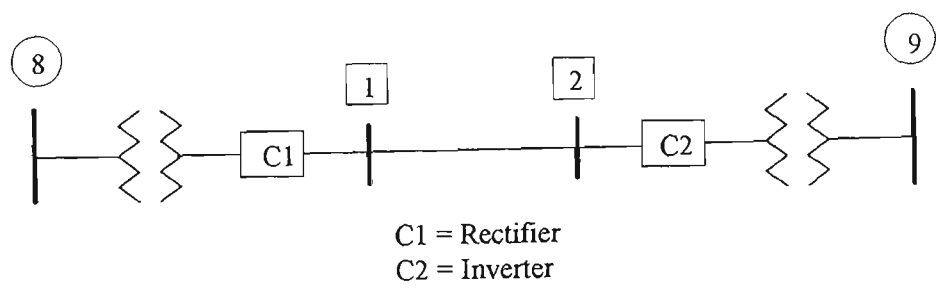 8
9
1
2
C1
C2
C1 = Rectifier
C2 = Inverter